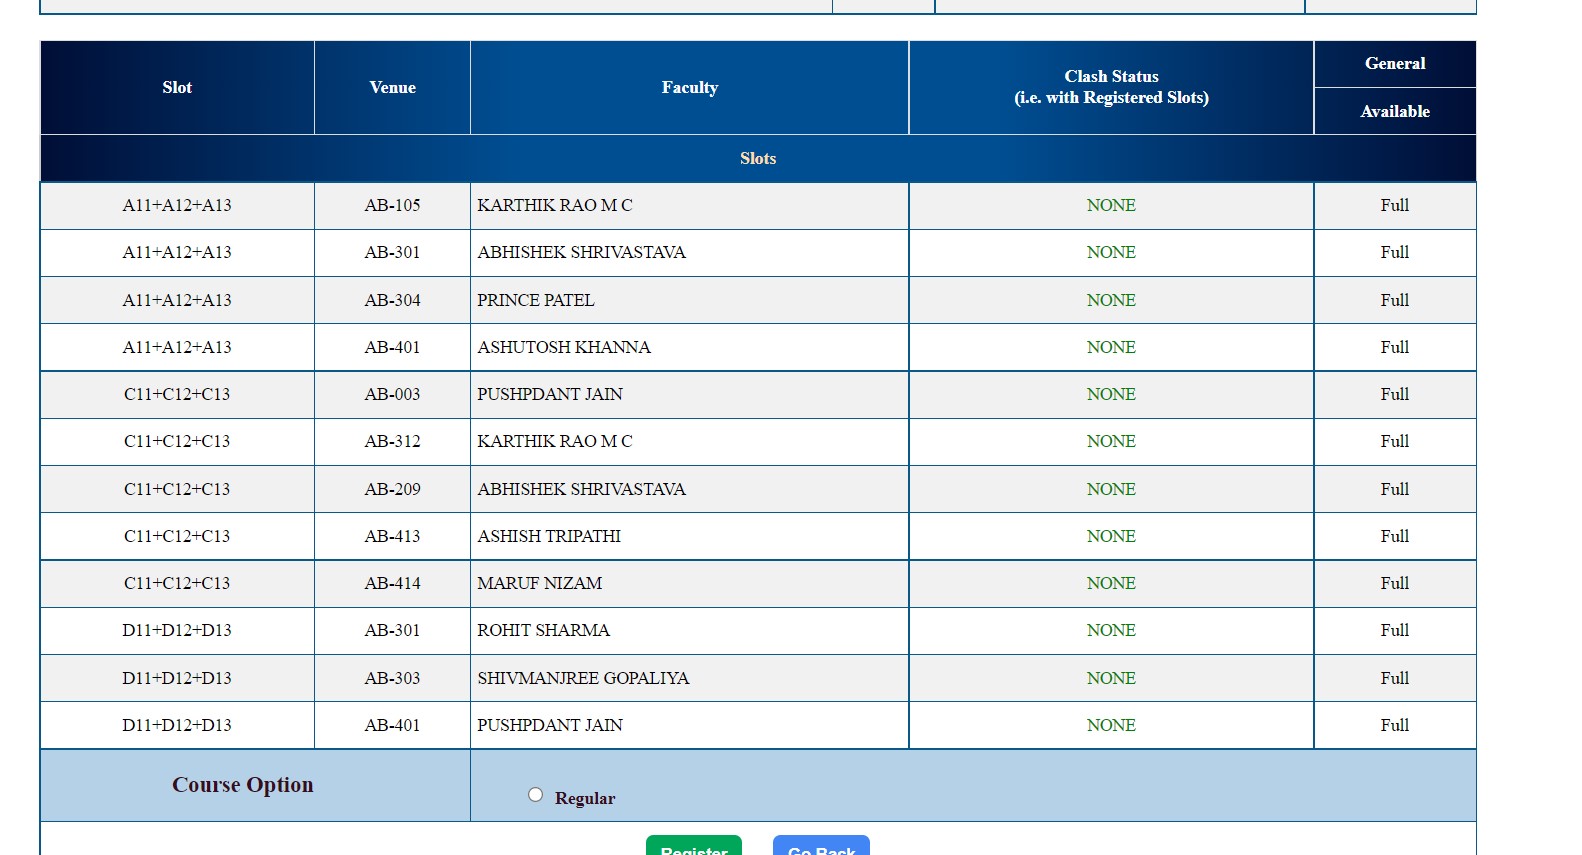 Slot Venue Faculty Clash Status (i.e. with Registered Slots) General
Available
Slots
A11+A12+A13 AB-105 KARTHIK RAO M C NONE Full
A11+A12+A13 AB-301 ABHISHEK SHRIVASTAVA NONE Full
A11+A12+A13 AB-304 PRINCE PATEL NONE Full
A11+A12+A13 AB-401 ASHUTOSH KHANNA NONE Full
C11+C12+C13 AB-003 PUSHPDANT JAIN NONE Full
C11+C12+C13 AB-312 KARTHIK RAO M C NONE Full
C11+C12+C13 AB-209 ABHISHEK SHRIVASTAVA NONE Full
C11+C12+C13 AB-413 ASHISH TRIPATHI NONE Full
C11+C12+C13 AB-414 MARUF NIZAM NONE Full
D11+D12+D13 AB-301 ROHIT SHARMA NONE Full
D11+D12+D13 AB-303 SHIVMANJREE GOPALIYA NONE Full
D11+D12+D13 AB-401 PUSHPDANT JAIN NONE Full
Course Option Regular
Register Go Back